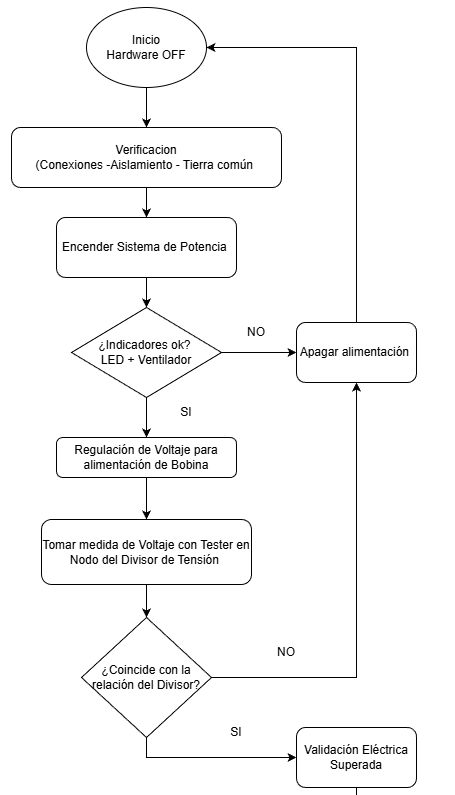 Inicio
Hardware OFF
Verificacion
(Conexiones -Aislamiento - Tierra común
Encender Sistema de Potencia
¿Indicadores ok?
LED + Ventilador
NO
Apagar alimentación
SI
Regulación de Voltaje para
alimentación de Bobina
Tomar medida de Voltaje con Tester en
Nodo del Divisor de Tensión
¿Coincide con la
relación del Divisor?
NO
SI
Validación Eléctrica
Superada